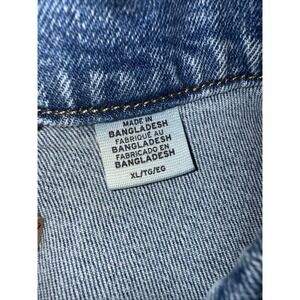 MADE IN
BANGLADESH
FABRIQUÉ AU
BANGLADESH
FABRICADO EN
BANGLADESH
XL/TG/EG